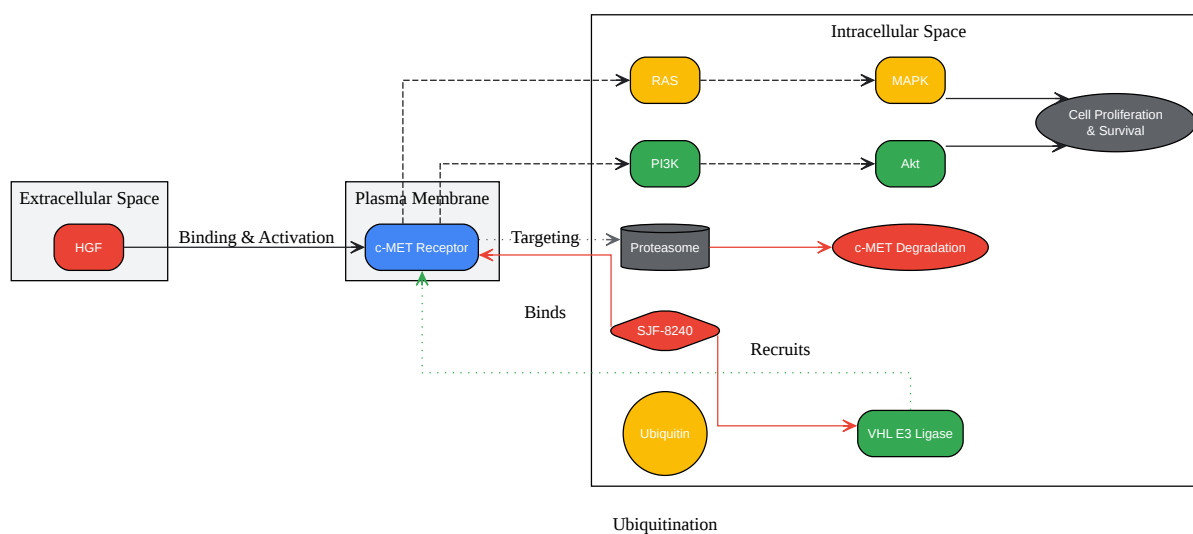 Intracellular Space
RAS
MAPK
Cell Proliferation
& Survival
PI3K
Akt
Extracellular Space
Plasma Membrane
HGF
Binding & Activation
c-MET Receptor
Targeting
Proteasome
c-MET Degradation
Binds
SJF-8240
Recruits
Ubiquitin
VHL E3 Ligase
Ubiquitination